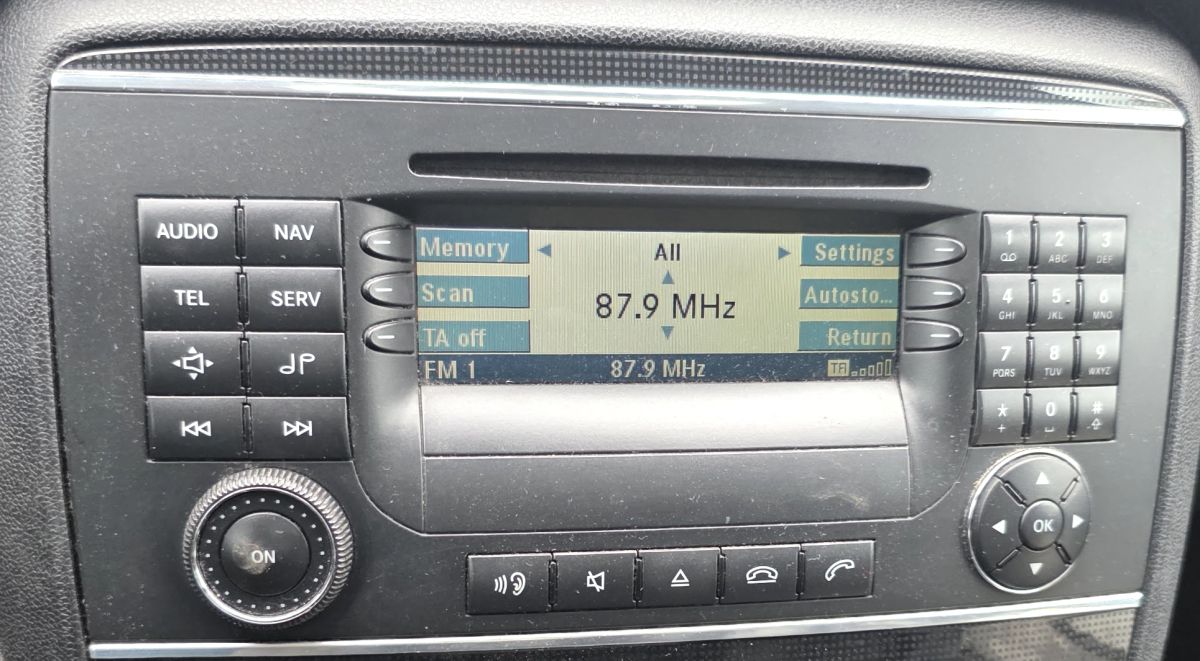 AUDIO NAV
TEL SERV
ON
Memory All Settings
Scan 87.9 MHz Autosto...
TA off Return
FM 1 87.9 MHz TA
1 2 ABC 3 DEF
4 GHI 5 JKL 6 MNO
7 PQRS 8 TUV 9 WXYZ
* + 0 #
OK